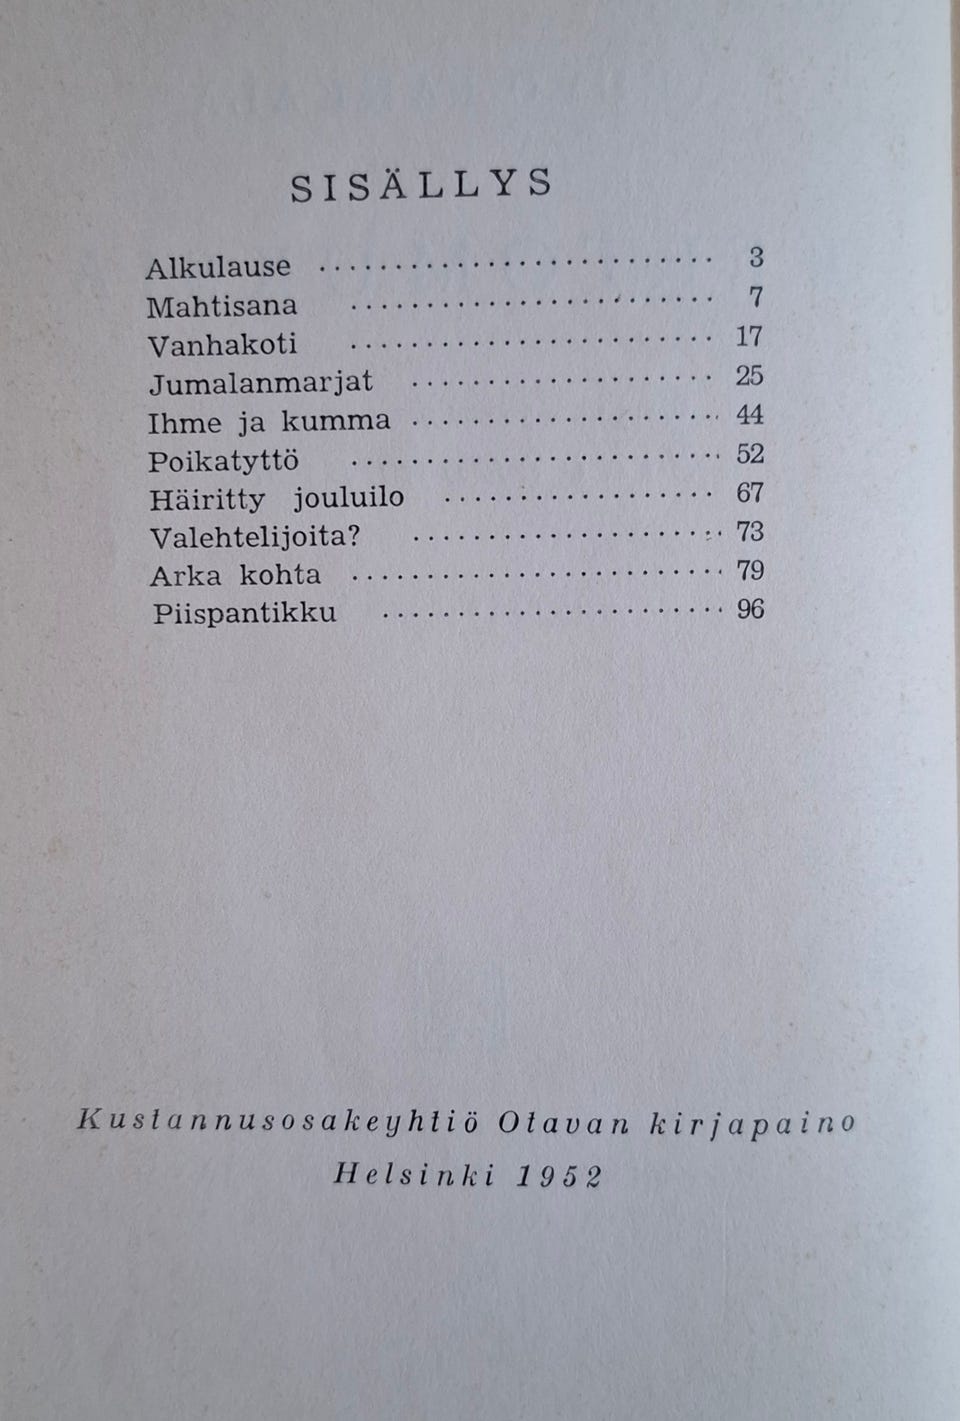 SISÄLLYS
Alkulause ........................... 3
Mahtisana ........................ 7
Vanhakoti ........................ 17
Jumalanmarjat .................... 25
Ihme ja kumma .................... 44
Poikatyttö ........................ 52
Häiritty jouluilo .................. 67
Valehtelijoita? .................... 73
Arka kohta ........................ 79
Piispantikku ...................... 96
Kustannusosakeyhtiö Otavan kirjapaino
Helsinki 1952